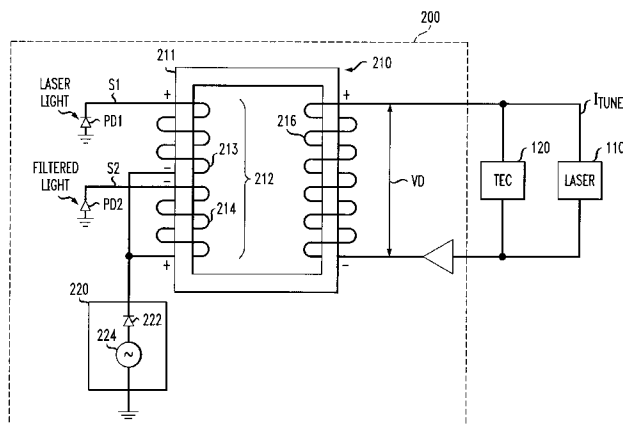 200
211
210
LASER
LIGHT
S1
PD1
+
+
213
216
212
−
−
FILTERED
LIGHT
S2
PD2
214
VD
I TUNE
120
110
TEC
LASER
+
−
220
222
224
~